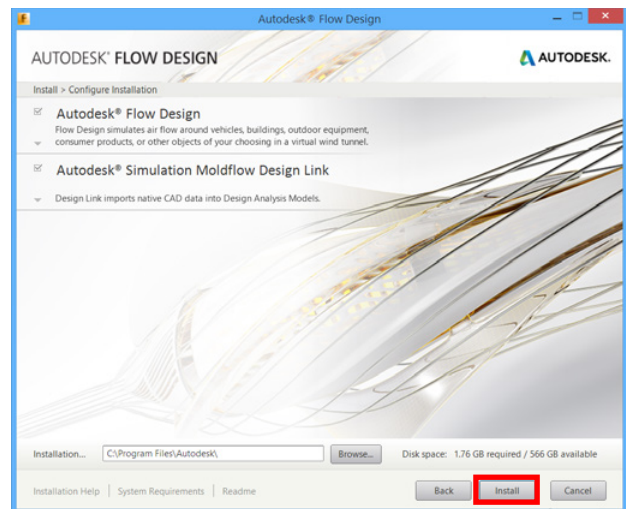 Autodesk® Flow Design
AUTODESK® FLOW DESIGN
AUTODESK.
Install > Configure Installation
Autodesk® Flow Design
Flow Design simulates air flow around vehicles, buildings, outdoor equipment,
consumer products, or other objects of your choosing in a virtual wind tunnel.
Autodesk® Simulation Moldflow Design Link
Design Link imports native CAD data into Design Analysis Models.
Installation... C:\Program Files\Autodesk\ Browse... Disk space: 1.76 GB required / 566 GB available
Installation Help | System Requirements | Readme Back Install Cancel